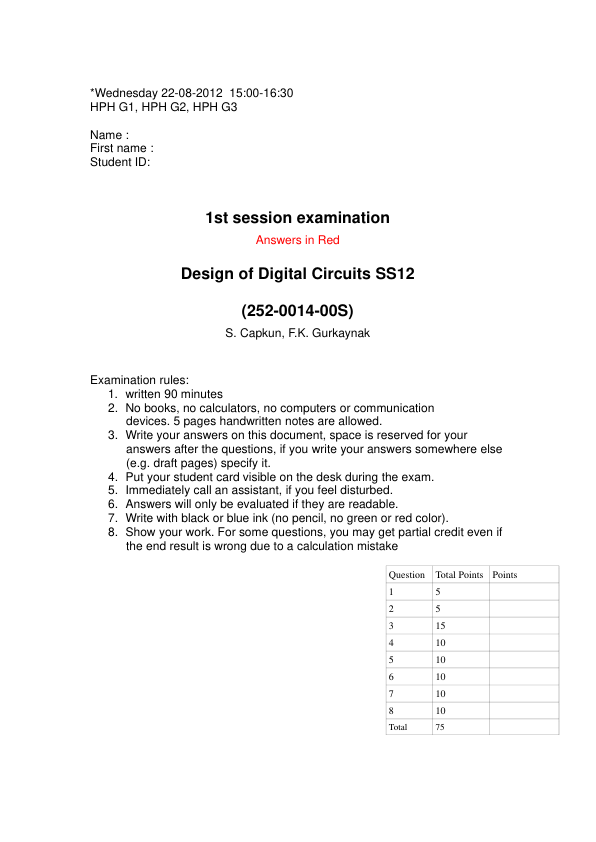 *Wednesday 22-08-2012  15:00-16:30
HPH G1, HPH G2, HPH G3
Name :
First name :
Student ID:
1st session examination
Answers in Red
Design of Digital Circuits SS12
(252-0014-00S)
S. Capkun, F.K. Gurkaynak
Examination rules:
1. written 90 minutes
2. No books, no calculators, no computers or communication
devices. 5 pages handwritten notes are allowed.
3. Write your answers on this document, space is reserved for your
answers after the questions, if you write your answers somewhere else
(e.g. draft pages) specify it.
4. Put your student card visible on the desk during the exam.
5. Immediately call an assistant, if you feel disturbed.
6. Answers will only be evaluated if they are readable.
7. Write with black or blue ink (no pencil, no green or red color).
8. Show your work. For some questions, you may get partial credit even if
the end result is wrong due to a calculation mistake
Question Total Points Points
1 5
2 5
3 15
4 10
5 10
6 10
7 10
8 10
Total 75